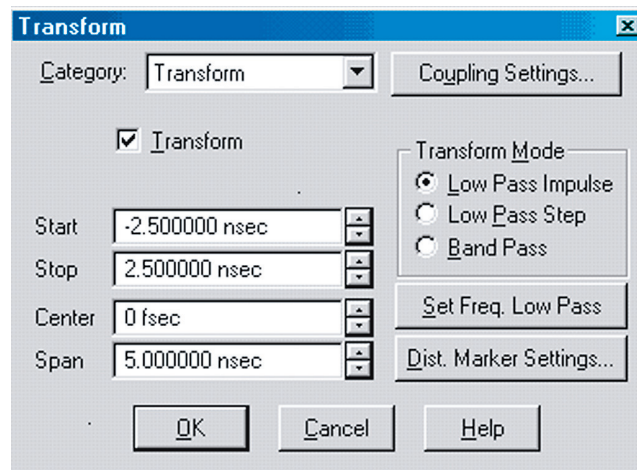 Transform
Category: Transform
Coupling Settings...
Transform
Transform Mode
Low Pass Impulse
Low Pass Step
Band Pass
Start -2.500000 nsec
Stop 2.500000 nsec
Center 0 fsec
Span 5.000000 nsec
Set Freq. Low Pass
Dist. Marker Settings...
OK Cancel Help